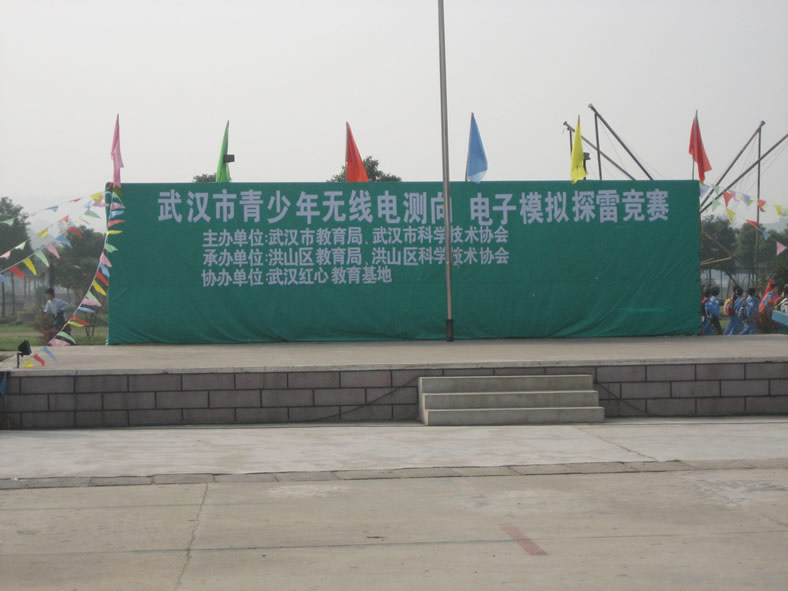 武汉市青少年无线电测向 电子模拟探雷竞赛
主办单位:武汉市教育局、武汉市科学技术协会
承办单位:洪山区教育局、洪山区科学技术协会
协办单位:武汉红心教育基地